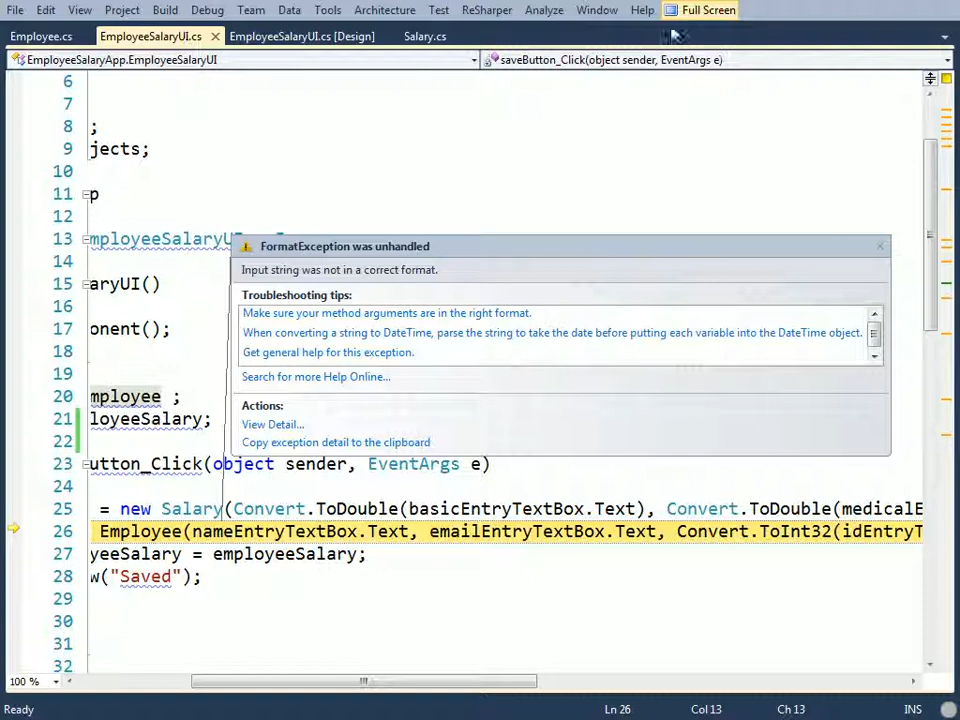 File Edit View Project Build Debug Team Data Tools Architecture Test ReSharper Analyze Window Help Full Screen
Employee.cs EmployeeSalaryUI.cs EmployeeSalaryUI.cs [Design] Salary.cs
EmployeeSalaryApp.EmployeeSalaryUI saveButton_Click(object sender, EventArgs e)
6
7
8 ;
9 jects;
10
11 p
12
13 mployeeSalaryU
14
15 aryUI()
16
17 onent();
18
19
20 mployee ;
21 loyeeSalary;
22
23 utton_Click(object sender, EventArgs e)
24
25 = new Salary(Convert.ToDouble(basicEntryTextBox.Text), Convert.ToDouble(medicalE
26 Employee(nameEntryTextBox.Text, emailEntryTextBox.Text, Convert.ToInt32(idEntryT
27 yeeSalary = employeeSalary;
28 w("Saved");
29
30
31
32
FormatException was unhandled
Input string was not in a correct format.
Troubleshooting tips:
Make sure your method arguments are in the right format.
When converting a string to DateTime, parse the string to take the date before putting each variable into the DateTime object.
Get general help for this exception.
Search for more Help Online...
Actions:
View Detail...
Copy exception detail to the clipboard
100 %
Ready Ln 26 Col 13 Ch 13 INS